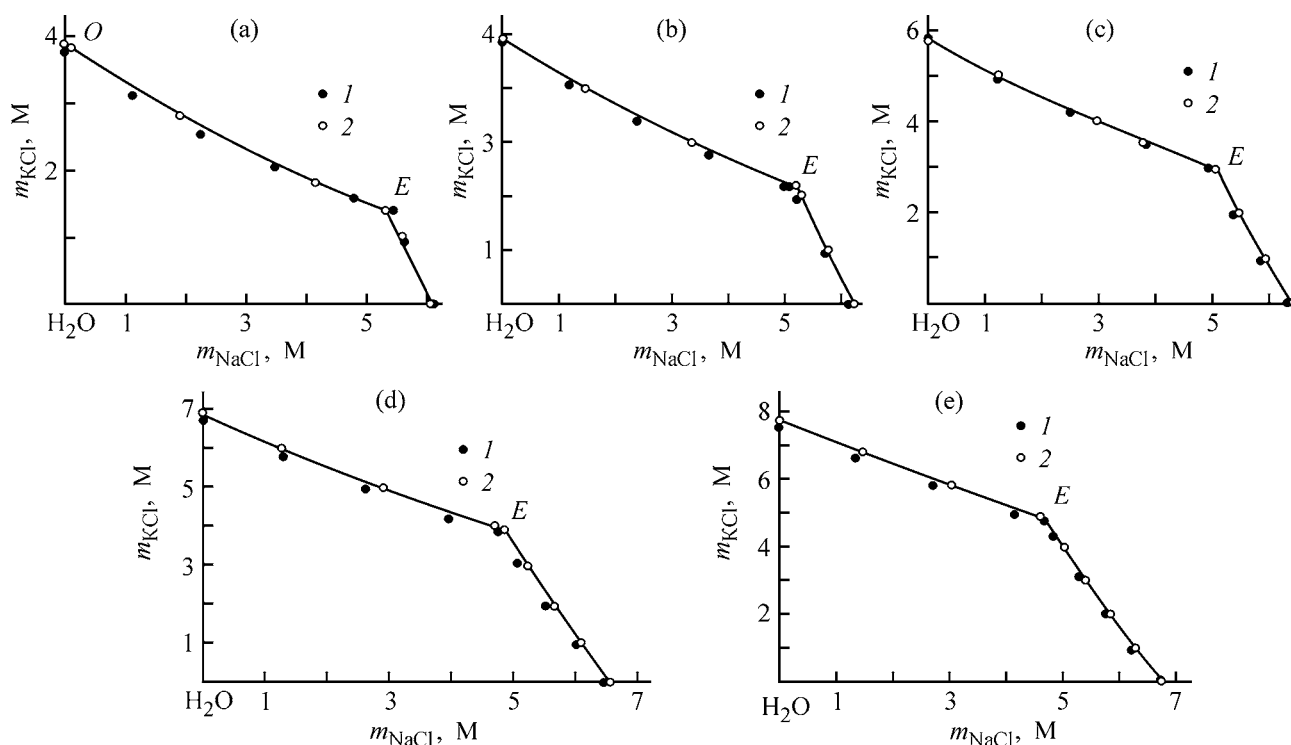 (a)
4
O
1
2
2
E
m_KCl, M
H₂O
1
3
5
m_NaCl, M
(b)
4
1
2
3
E
1
m_KCl, M
H₂O
1
3
5
m_NaCl, M
(c)
6
1
2
4
E
2
m_KCl, M
H₂O
1
3
5
m_NaCl, M
(d)
7
1
2
5
E
3
1
m_KCl, M
H₂O
1
3
5
7
m_NaCl, M
(e)
8
1
2
6
E
4
2
m_KCl, M
H₂O
1
3
5
7
m_NaCl, M